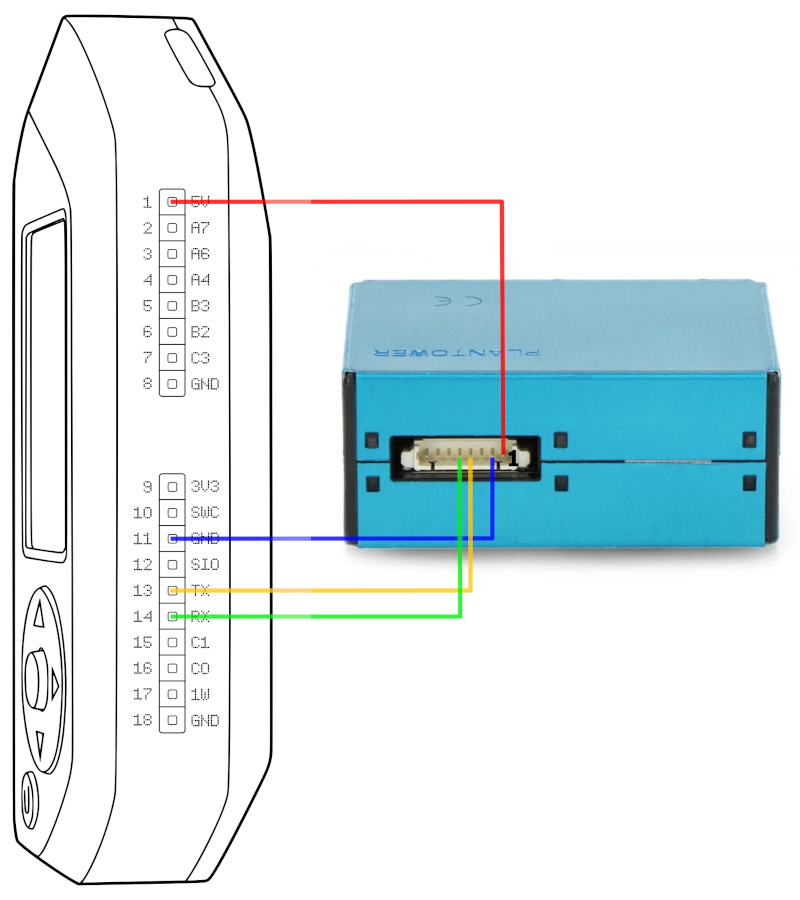 1 5V
2 A7
3 A6
4 A4
5 B3
6 B2
7 C3
8 GND
CE
PLANTOWER
1
9 3V3
10 SWC
11 GND
12 SIO
13 TX
14 RX
15 C1
16 C0
17 1W
18 GND